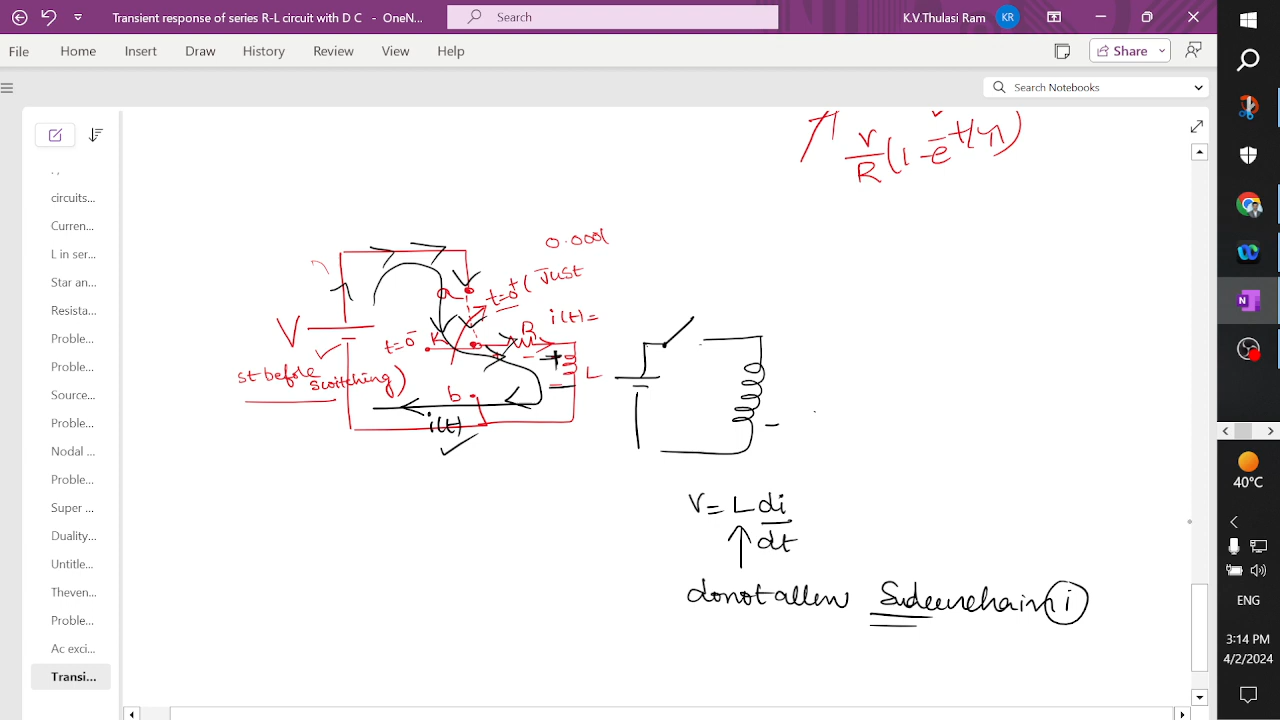 Transient response of series R-L circuit with D C - OneN...
Search
K.V.Thulasi Ram
KR
File
Home
Insert
Draw
History
Review
View
Help
Share
Search Notebooks
circuits...
Curren...
L in ser...
Star an...
Resista...
Proble...
Proble...
Source...
Proble...
Nodal ...
Proble...
Super ...
Duality...
Untitle...
Theven...
Proble...
Ac exci...
Transi...
V/R (1-e
0.0001
a
t=0+ ( Just
i(t)=
V
t=0-
K
R
L
st before
switching)
b
i(t)
V = L di/dt
do not allow
i
40°C
ENG
3:14 PM
4/2/2024